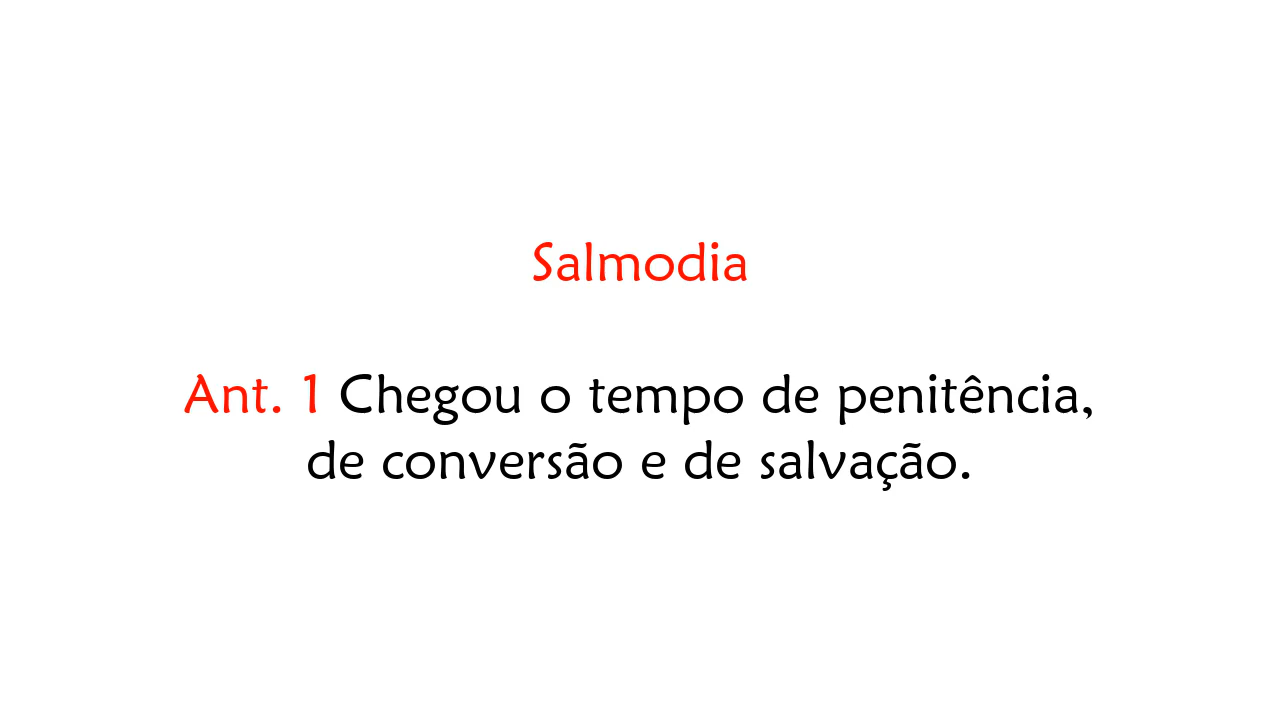 Salmodia
Ant. 1 Chegou o tempo de penitência,
de conversão e de salvação.